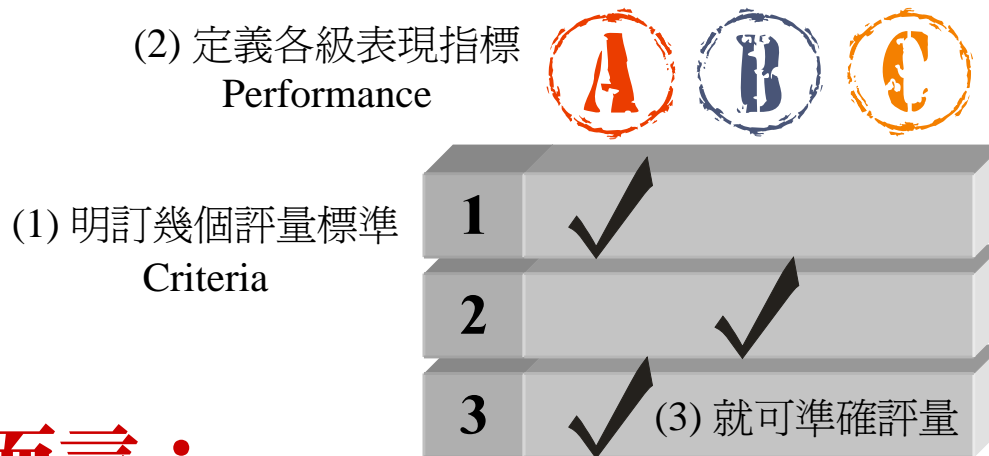 (2) 定義各級表現指標
Performance
A B C
(1) 明訂幾個評量標準
Criteria
1
2
3
(3) 就可準確評量
言：